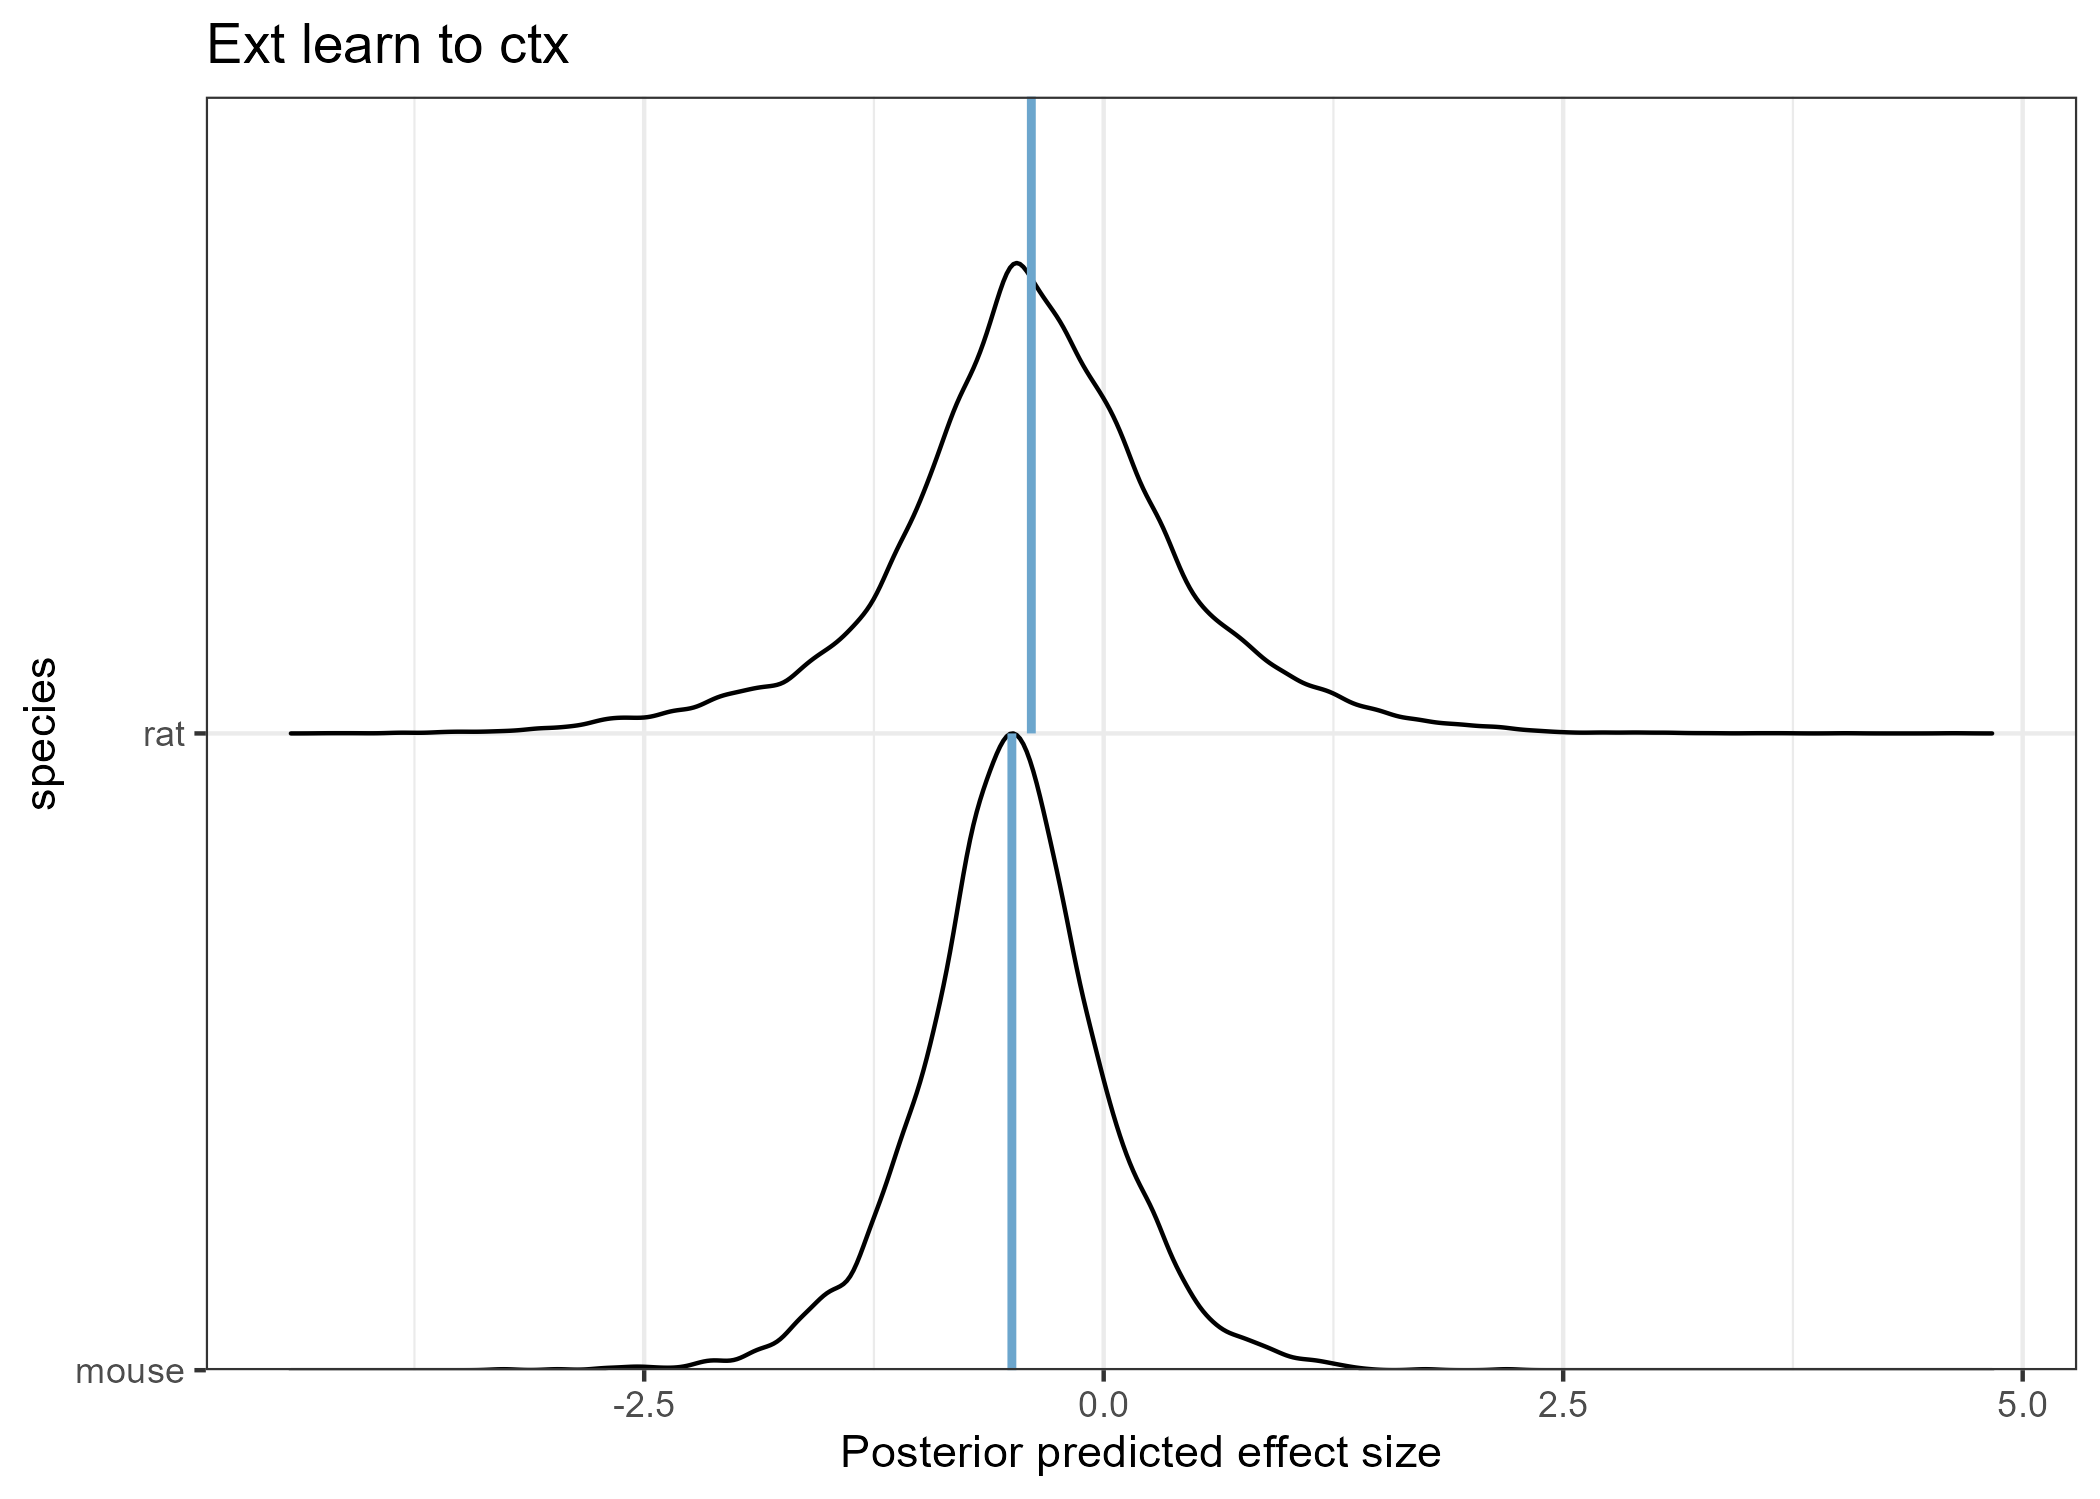 Ext learn to ctx
species
rat
mouse
-2.5 0.0 2.5 5.0
Posterior predicted effect size